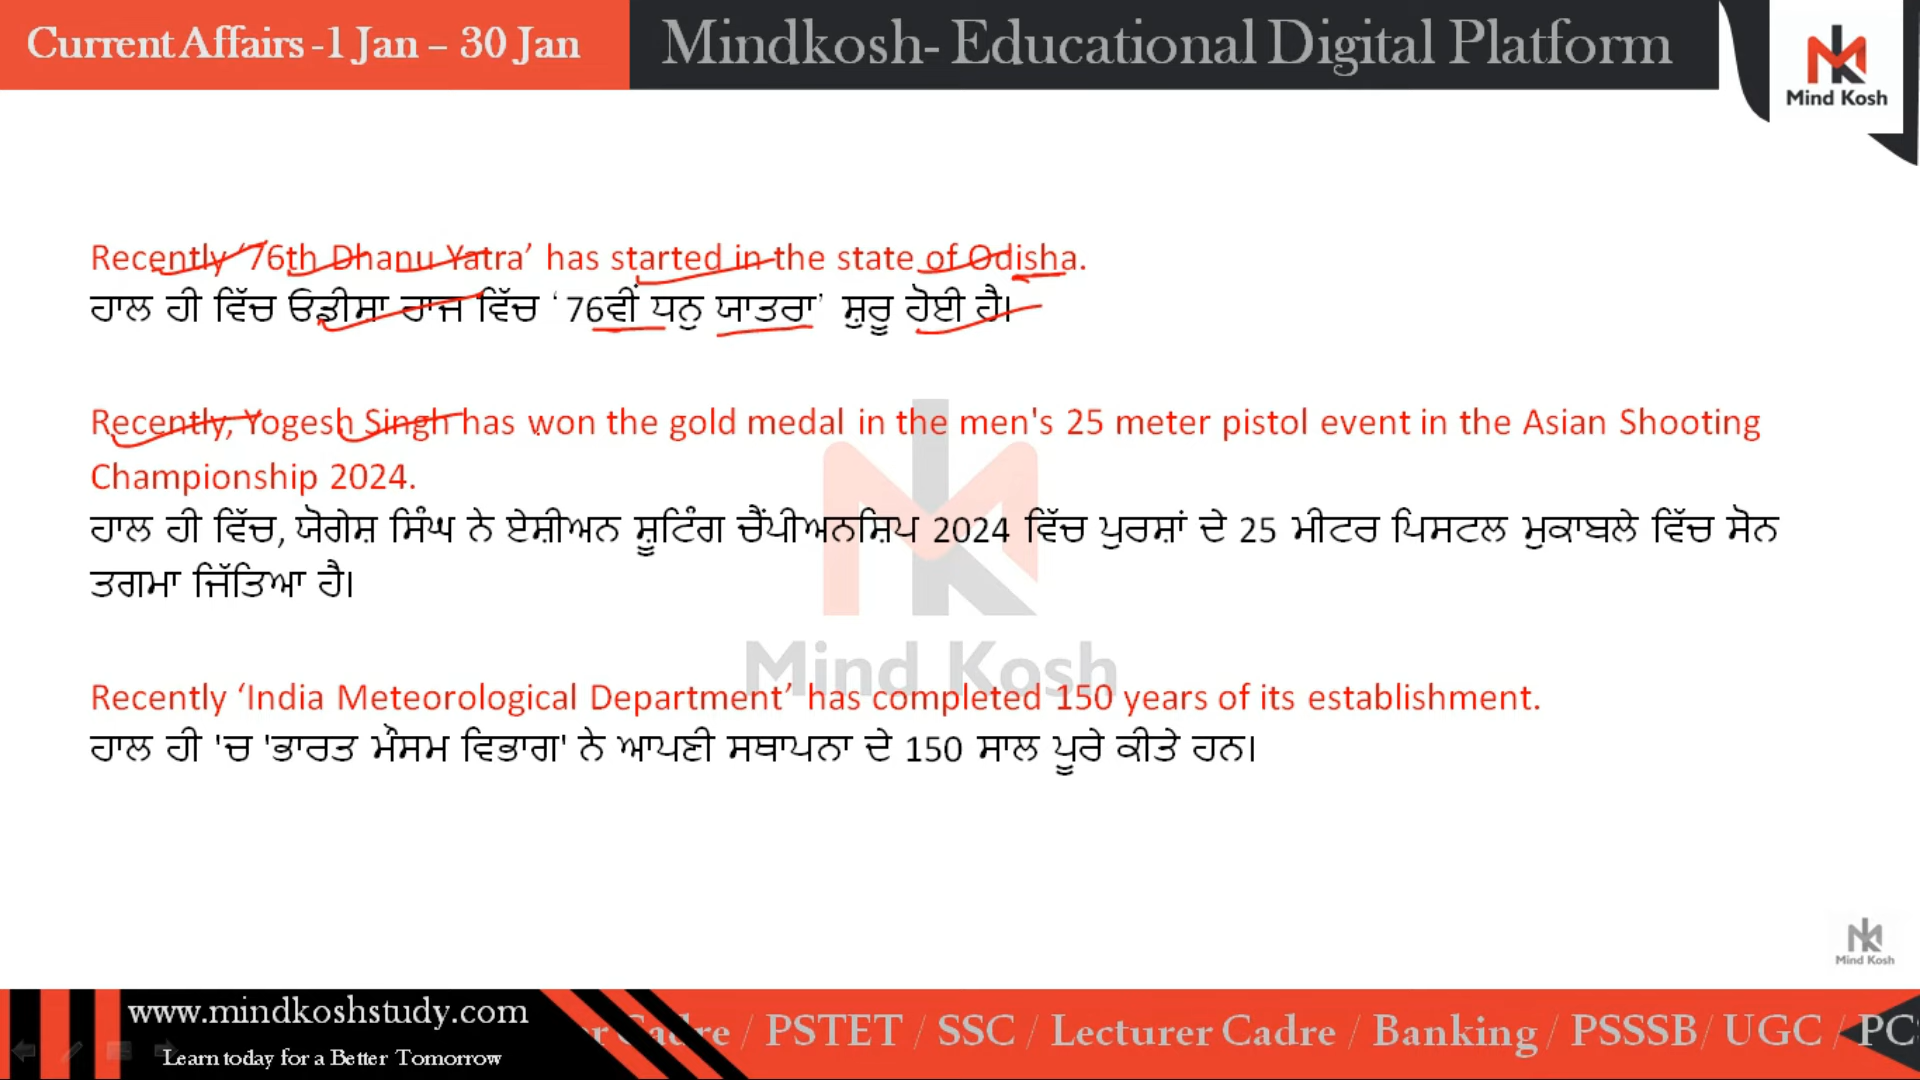 Current Affairs -1 Jan – 30 Jan
Mindkosh- Educational Digital Platform
Mind Kosh
Recently ‘76th Dhanu Yatra’ has started in the state of Odisha.
ਹਾਲ ਹੀ ਵਿੱਚ ਓਡੀਸਾ ਰਾਜ ਵਿੱਚ ‘76ਵੀਂ ਧਨੁ ਯਾਤਰਾ’ ਸ਼ੁਰੂ ਹੋਈ ਹੈ।
Recently, Yogesh Singh has won the gold medal in the men's 25 meter pistol event in the Asian Shooting
Championship 2024.
ਹਾਲ ਹੀ ਵਿੱਚ, ਯੋਗੇਸ਼ ਸਿੰਘ ਨੇ ਏਸ਼ੀਅਨ ਸ਼ੂਟਿੰਗ ਚੈਂਪੀਅਨਸ਼ਿਪ 2024 ਵਿੱਚ ਪੁਰਸ਼ਾਂ ਦੇ 25 ਮੀਟਰ ਪਿਸਟਲ ਮੁਕਾਬਲੇ ਵਿੱਚ ਸੋਨ
ਤਗਮਾ ਜਿੱਤਿਆ ਹੈ।
Mind Kosh
Recently ‘India Meteorological Department’ has completed 150 years of its establishment.
ਹਾਲ ਹੀ 'ਚ 'ਭਾਰਤ ਮੌਸਮ ਵਿਭਾਗ' ਨੇ ਆਪਣੀ ਸਥਾਪਨਾ ਦੇ 150 ਸਾਲ ਪੂਰੇ ਕੀਤੇ ਹਨ।
Mind Kosh
www.mindkoshstudy.com
Learn today for a Better Tomorrow
r Cadre / PSTET / SSC / Lecturer Cadre / Banking / PSSSB/ UGC / PC